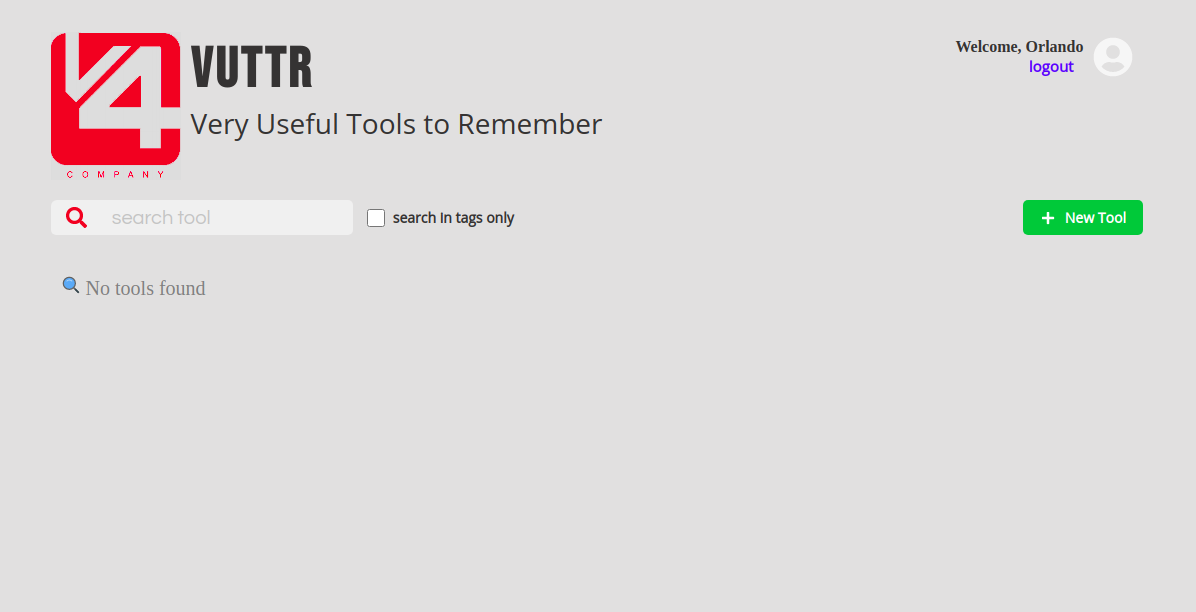 V4
COMPANY
VUTTR
Very Useful Tools to Remember
Welcome, Orlando
logout
search tool
search in tags only
New Tool
No tools found